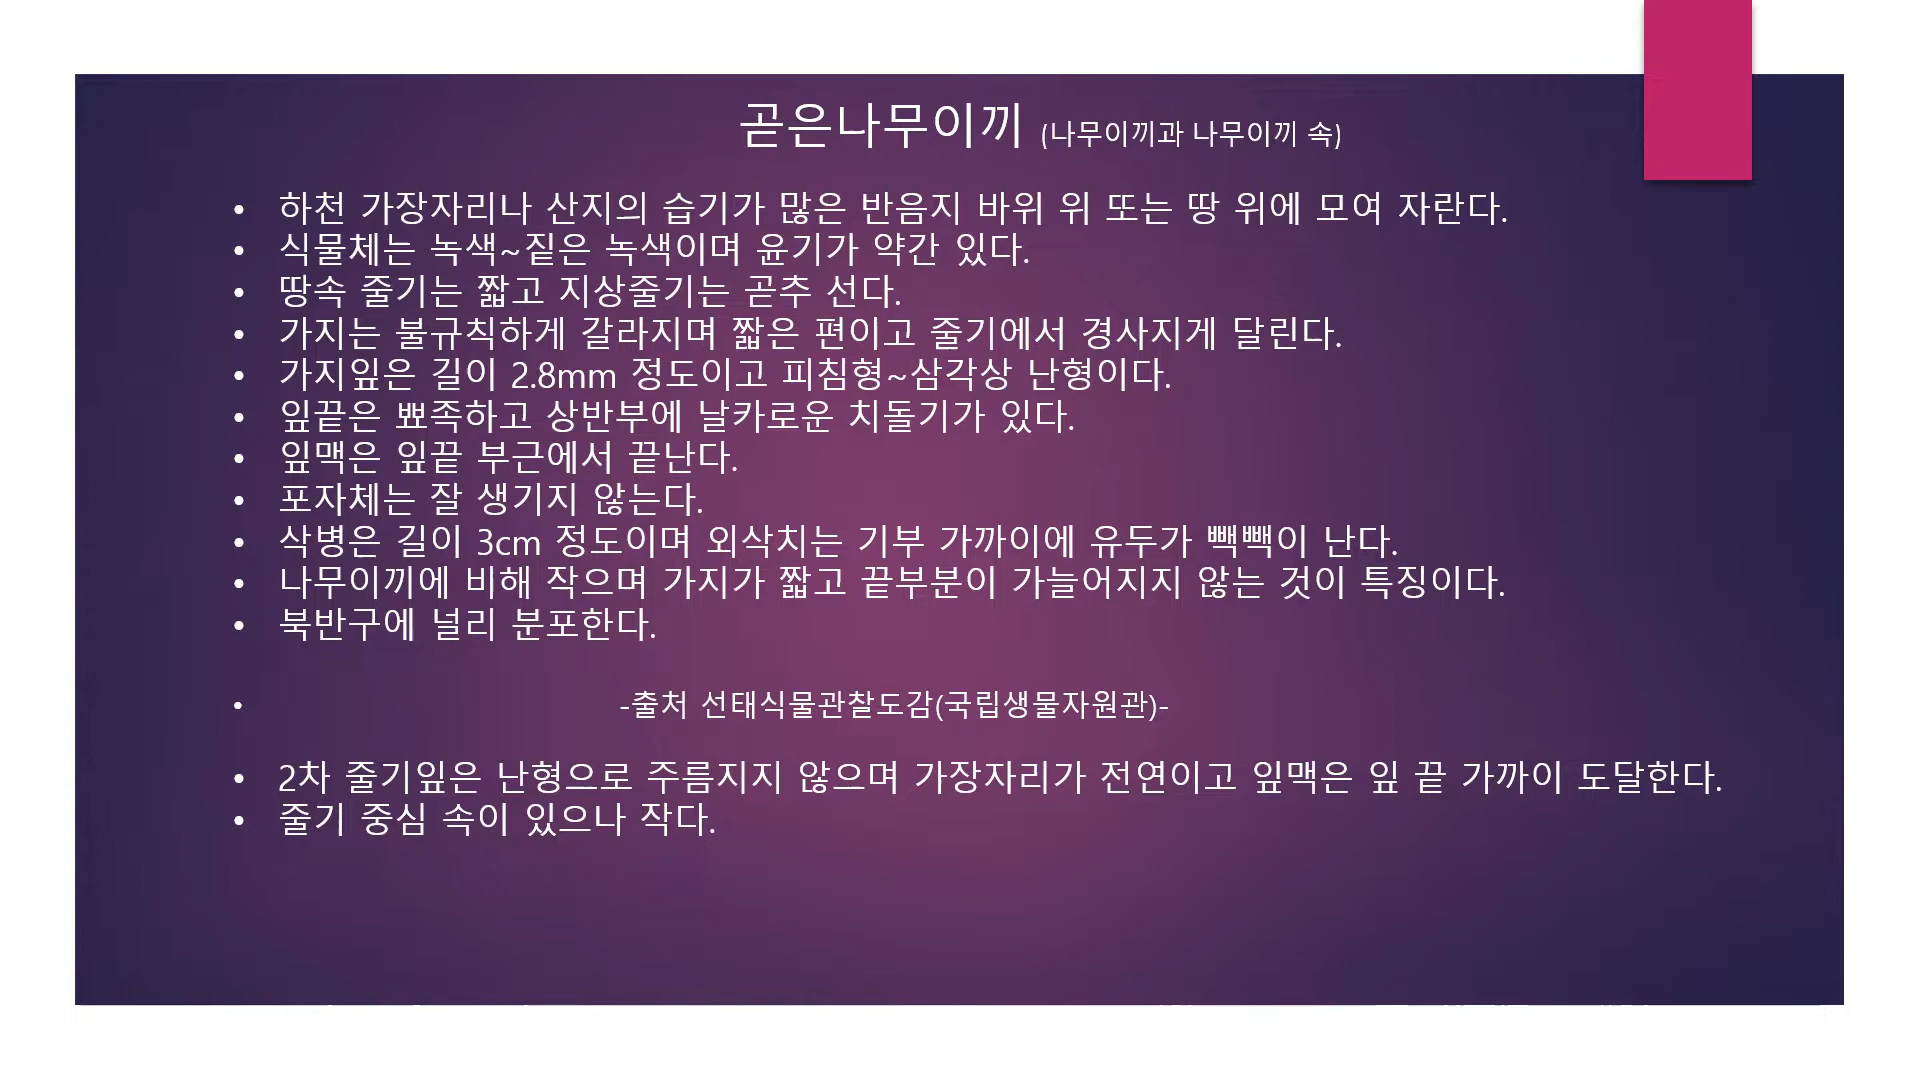 곧은나무이끼 (나무이끼과 나무이끼 속)
• 하천 가장자리나 산지의 습기가 많은 반음지 바위 위 또는 땅 위에 모여 자란다.
• 식물체는 녹색~짙은 녹색이며 윤기가 약간 있다.
• 땅속 줄기는 짧고 지상줄기는 곧추 선다.
• 가지는 불규칙하게 갈라지며 짧은 편이고 줄기에서 경사지게 달린다.
• 가지잎은 길이 2.8mm 정도이고 피침형~삼각상 난형이다.
• 잎끝은 뾰족하고 상반부에 날카로운 치돌기가 있다.
• 잎맥은 잎끝 부근에서 끝난다.
• 포자체는 잘 생기지 않는다.
• 삭병은 길이 3cm 정도이며 외삭치는 기부 가까이에 유두가 빽빽이 난다.
• 나무이끼에 비해 작으며 가지가 짧고 끝부분이 가늘어지지 않는 것이 특징이다.
• 북반구에 널리 분포한다.
• -출처 선태식물관찰도감(국립생물자원관)-
• 2차 줄기잎은 난형으로 주름지지 않으며 가장자리가 전연이고 잎맥은 잎 끝 가까이 도달한다.
• 줄기 중심 속이 있으나 작다.